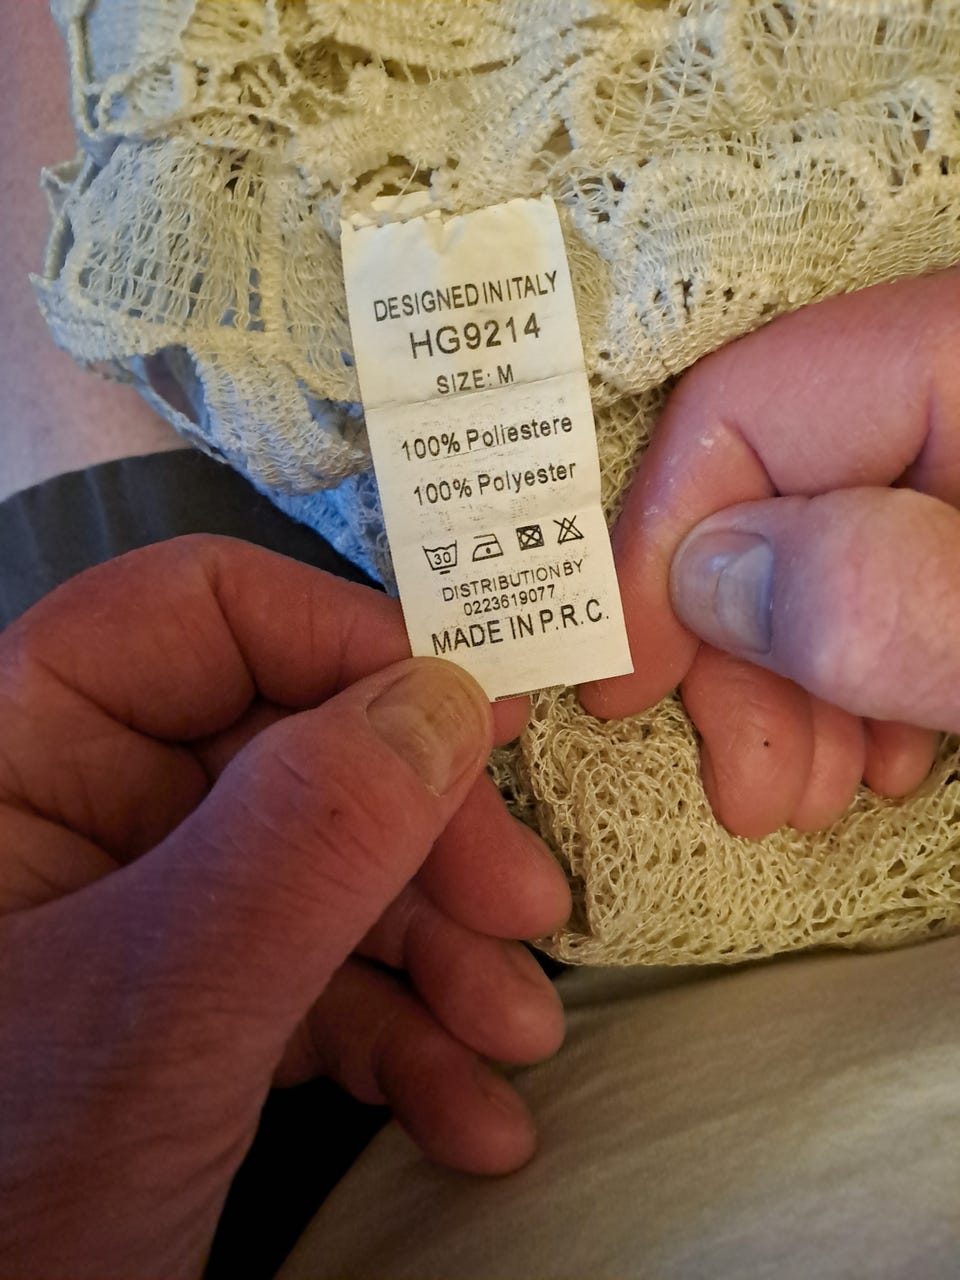 DESIGNED IN ITALY
HG9214
SIZE: M
100% Poliestere
100% Polyester
30
DISTRIBUTION BY
0223619077
MADE IN P.R.C.